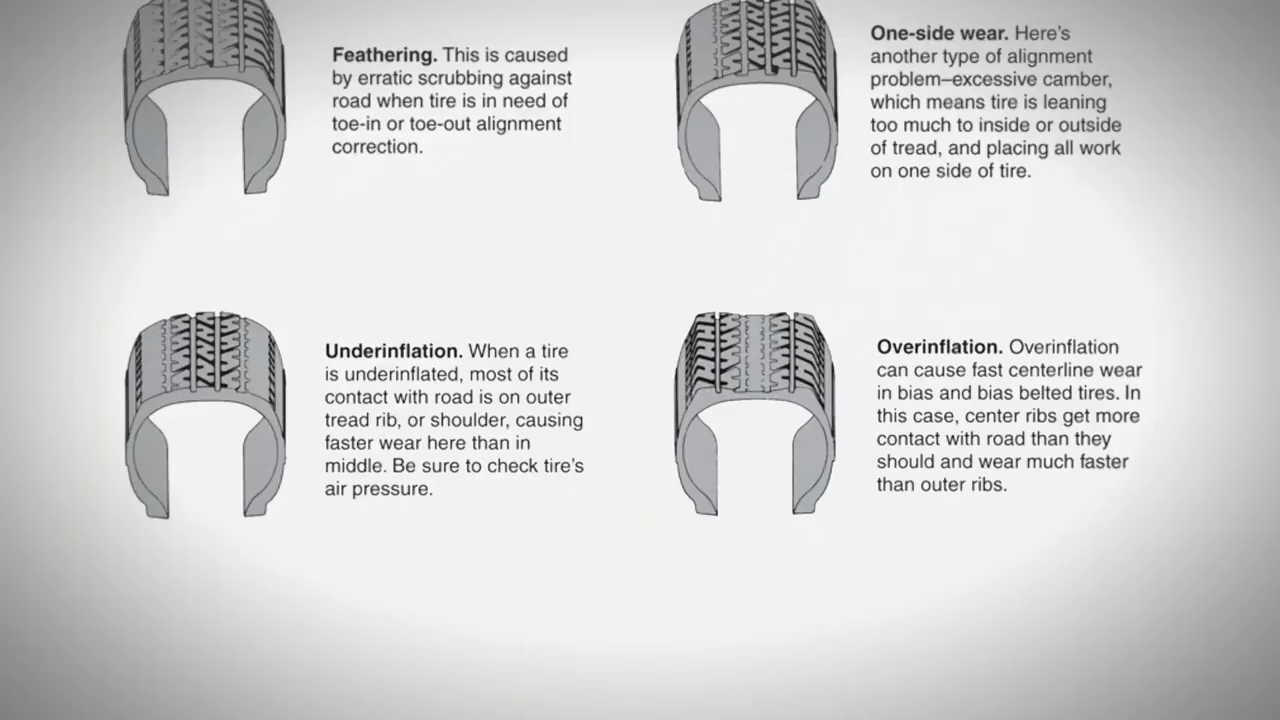 Feathering. This is caused
by erratic scrubbing against
road when tire is in need of
toe-in or toe-out alignment
correction.
One-side wear. Here's
another type of alignment
problem–excessive camber,
which means tire is leaning
too much to inside or outside
of tread, and placing all work
on one side of tire.
Underinflation. When a tire
is underinflated, most of its
contact with road is on outer
tread rib, or shoulder, causing
faster wear here than in
middle. Be sure to check tire's
air pressure.
Overinflation. Overinflation
can cause fast centerline wear
in bias and bias belted tires. In
this case, center ribs get more
contact with road than they
should and wear much faster
than outer ribs.